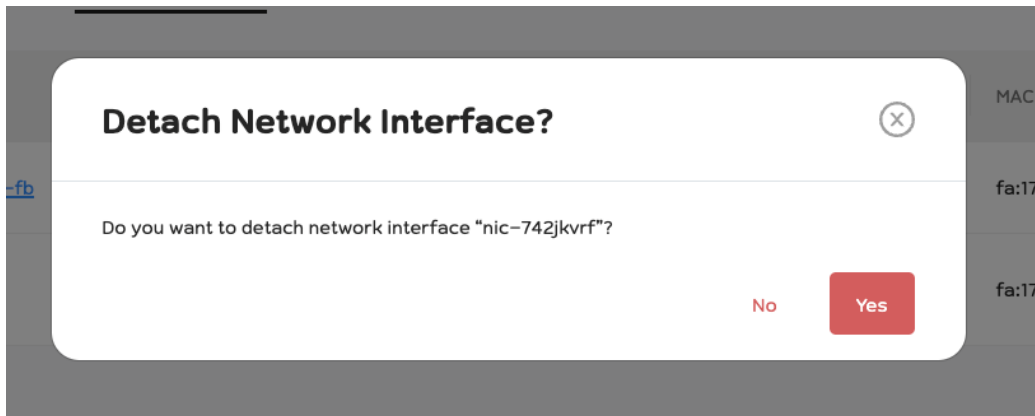 Detach Network Interface?
MAC
-fb
fa:17
Do you want to detach network interface “nic-742jkvrf”?
fa:17
No
Yes